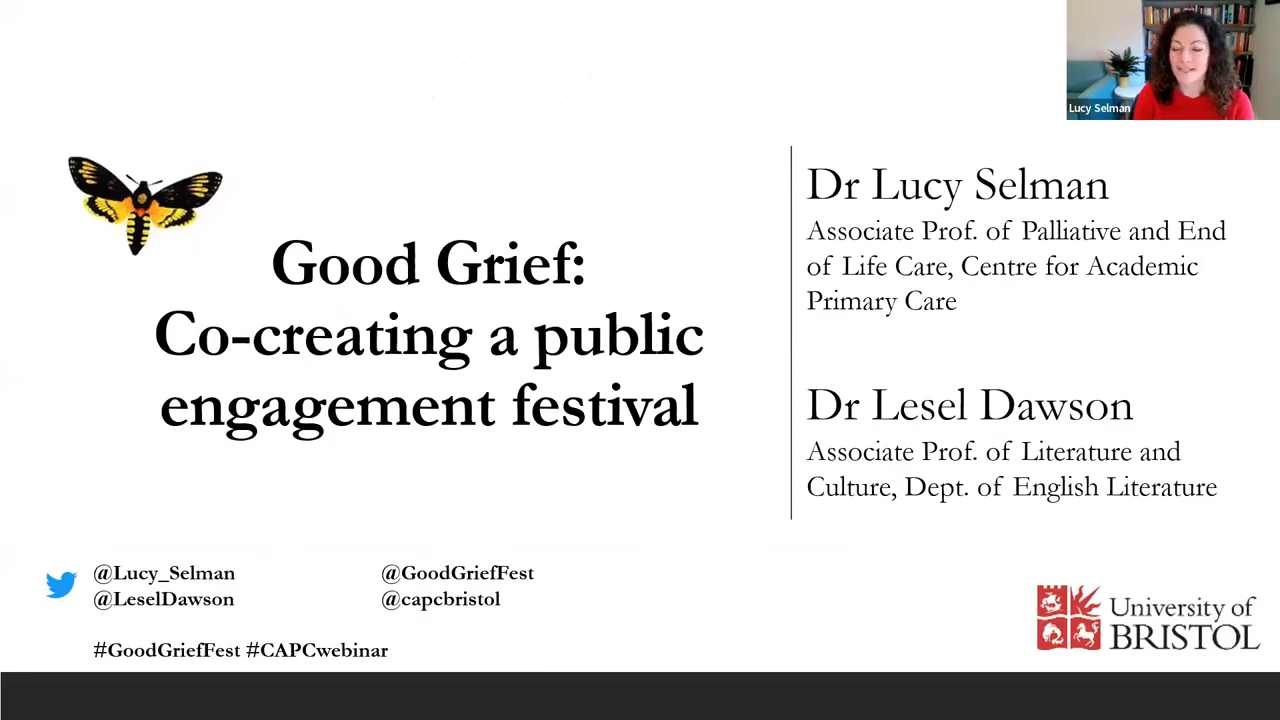 Lucy Selman
Good Grief:
Co-creating a public
engagement festival
Dr Lucy Selman
Associate Prof. of Palliative and End
of Life Care, Centre for Academic
Primary Care
Dr Lesel Dawson
Associate Prof. of Literature and
Culture, Dept. of English Literature
@Lucy_Selman
@LeselDawson
@GoodGriefFest
@capcbristol
#GoodGriefFest #CAPCwebinar
University of
BRISTOL